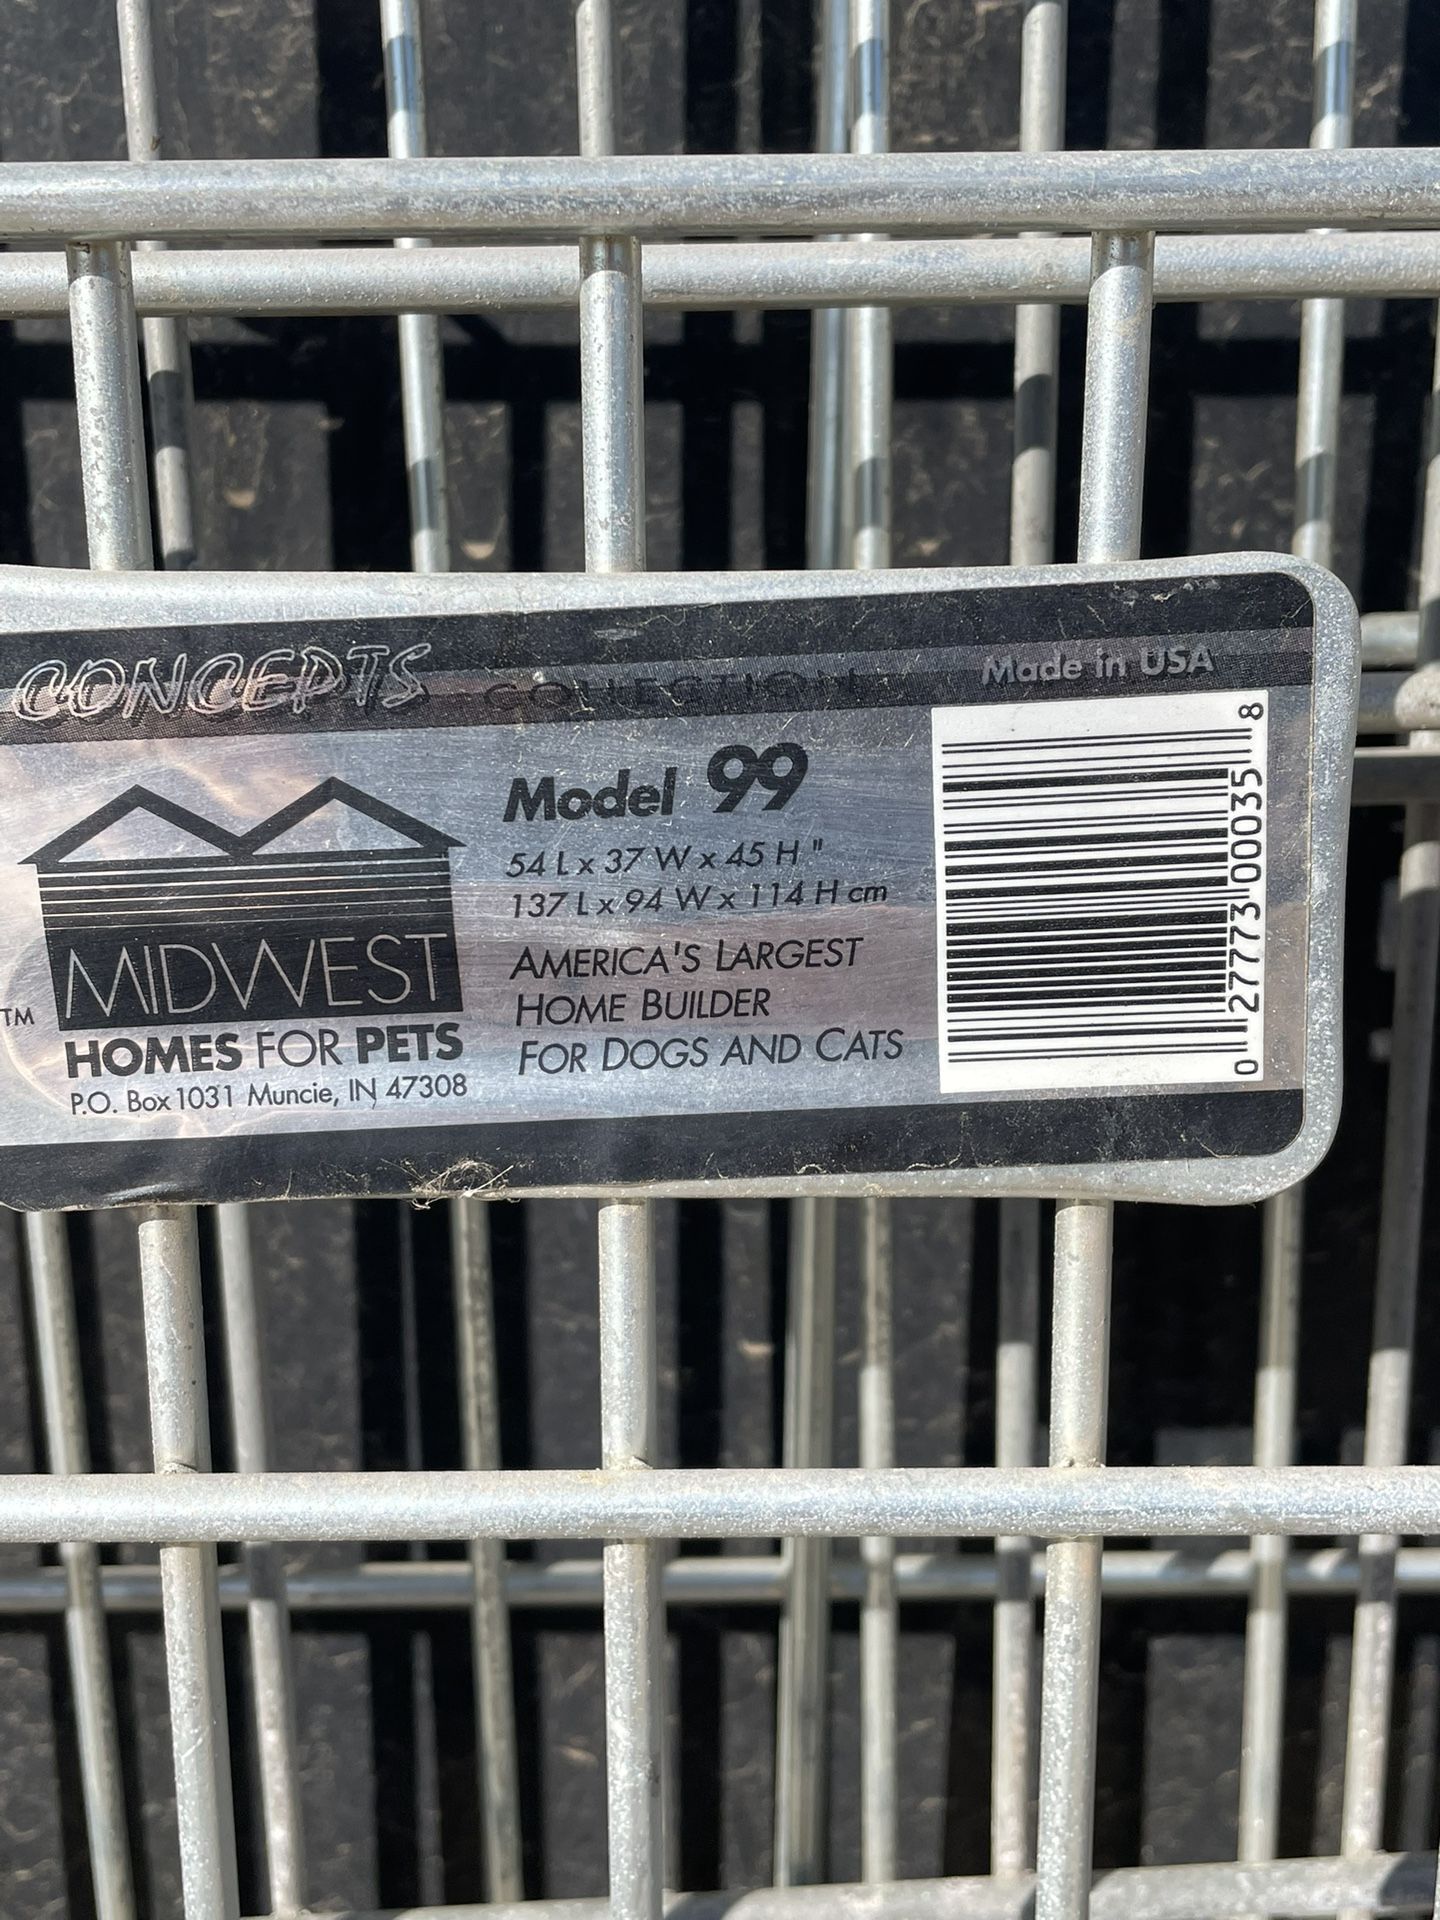 CONCEPTS COLLECTION Made in USA
Model 99
54 L x 37 W x 45 H "
137 L x 94 W x 114 H cm
AMERICA'S LARGEST
HOME BUILDER
FOR DOGS AND CATS
MIDWEST
TM
HOMES FOR PETS
P.O. Box 1031 Muncie, IN 47308
0 27773 00035 8